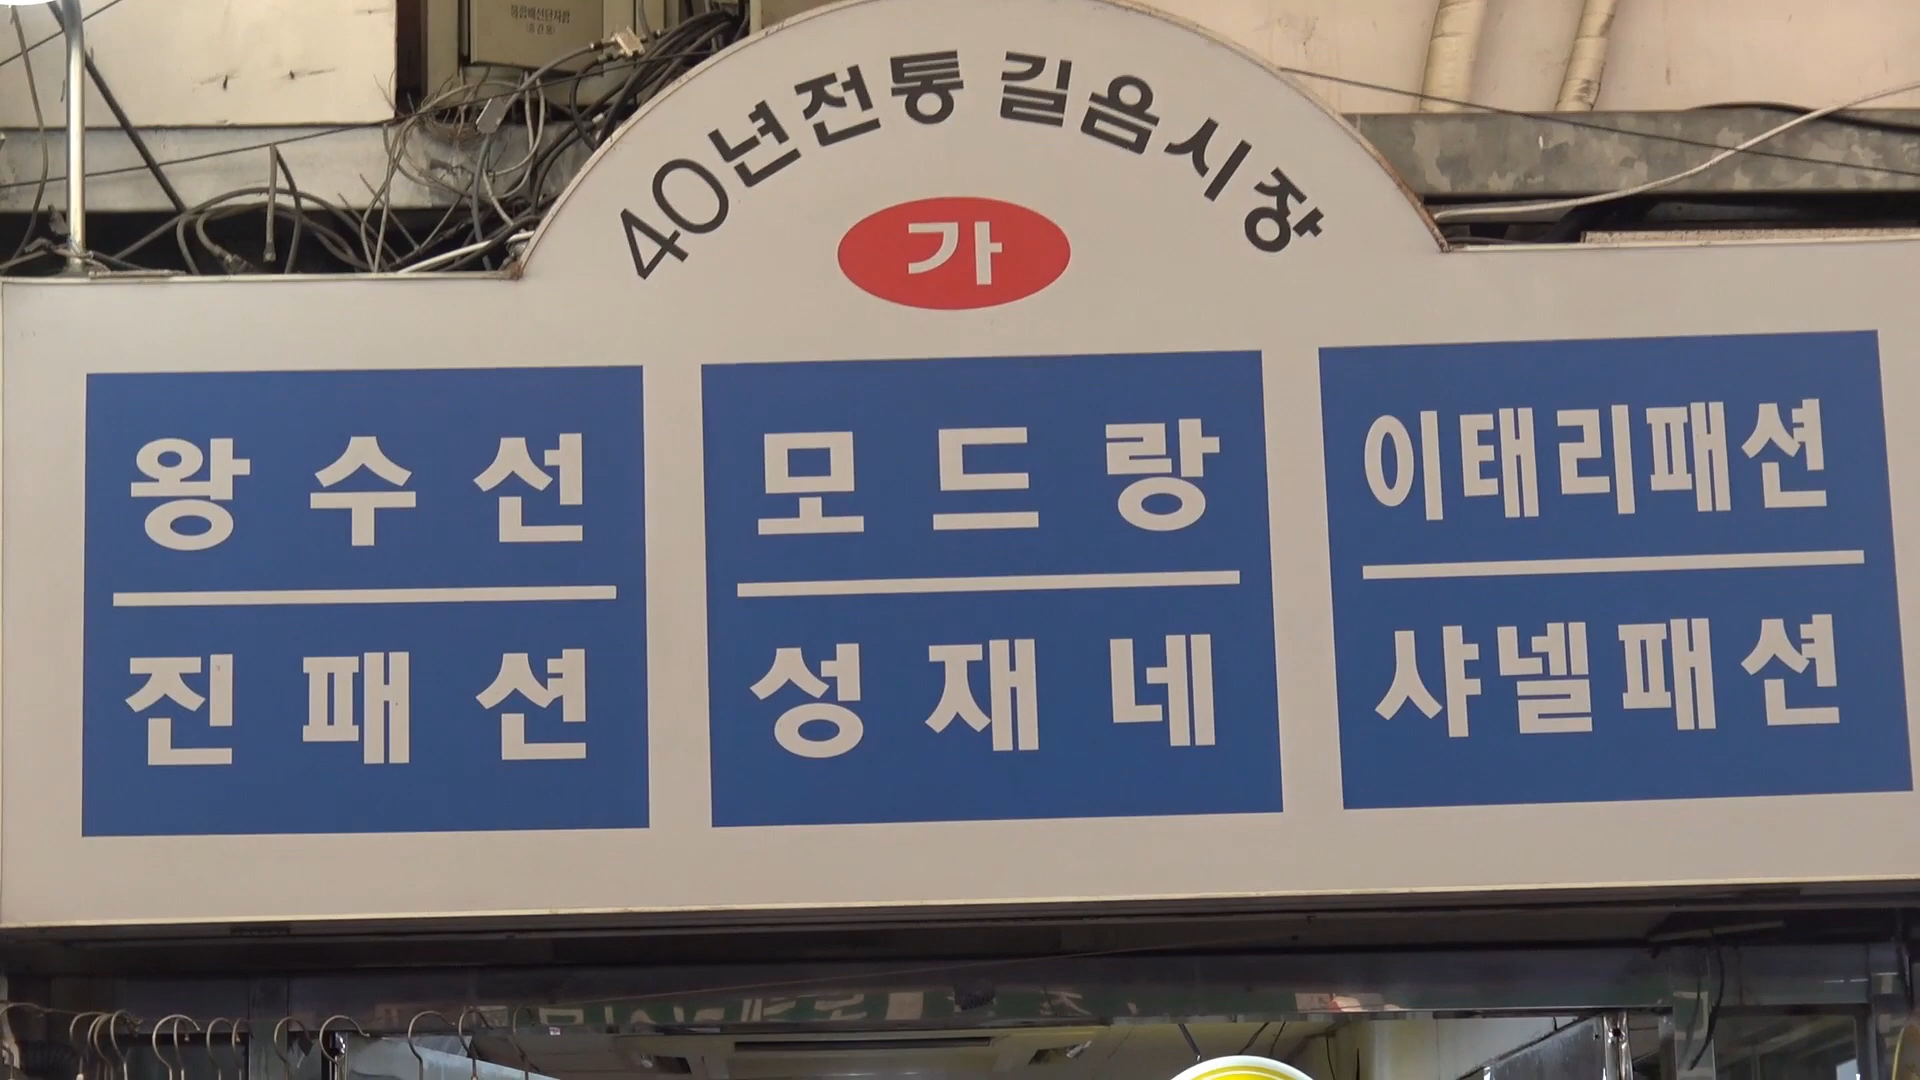 40년전통 길음시장
가
왕수선
진패션
모드랑
성재네
이태리패션
샤넬패션